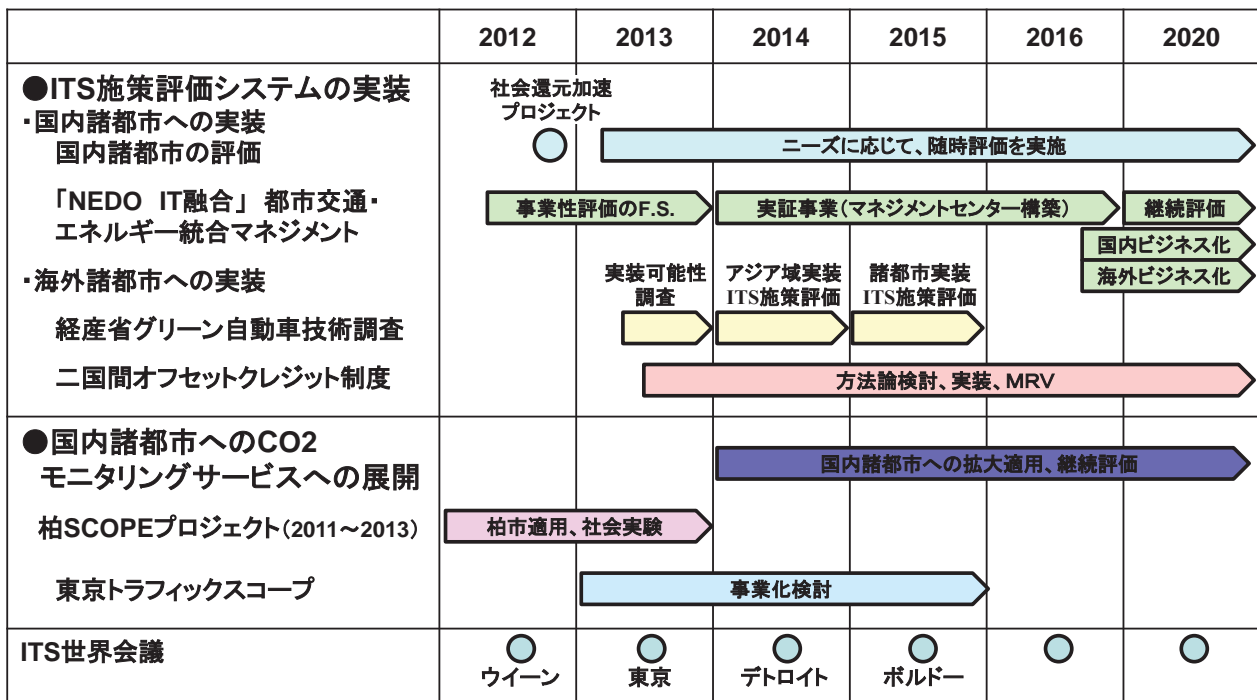 2012 2013 2014 2015 2016 2020
●ITS施策評価システムの実装
社会還元加速
プロジェクト
・国内諸都市への実装
国内諸都市の評価
ニーズに応じて、随時評価を実施
「NEDO IT融合」 都市交通・
エネルギー統合マネジメント
事業性評価のF.S.
実証事業(マネジメントセンター構築)
継続評価
国内ビジネス化
海外ビジネス化
・海外諸都市への実装
実装可能性
調査
アジア域実装
ITS施策評価
諸都市実装
ITS施策評価
経産省グリーン自動車技術調査
二国間オフセットクレジット制度
方法論検討、実装、MRV
●国内諸都市へのCO2
モニタリングサービスへの展開
国内諸都市への拡大適用、継続評価
柏SCOPEプロジェクト(2011~2013)
柏市適用、社会実験
東京トラフィックスコープ
事業化検討
ITS世界会議
ウイーン 東京 デトロイト ボルドー